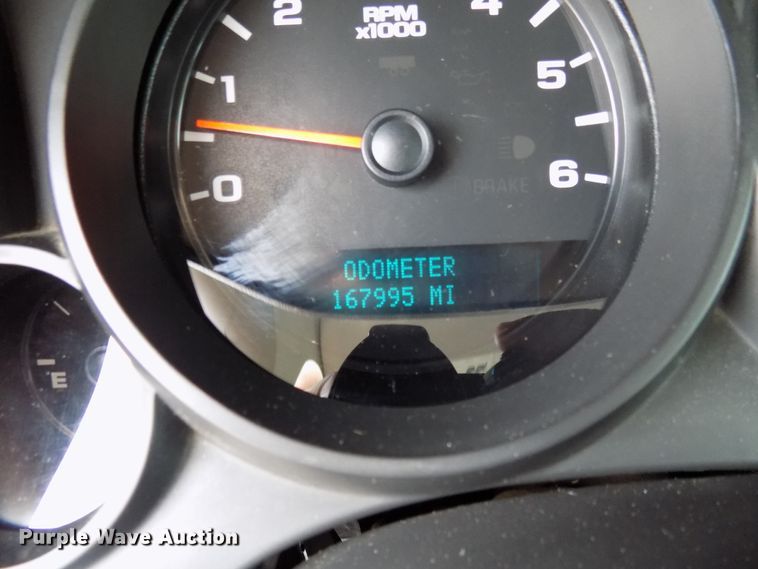 2
4
RPM
x1000
1
5
0
6
BRAKE
ODOMETER
167995 MI
E
Purple Wave Auction